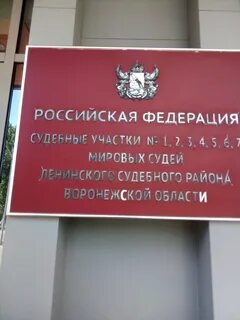 РОССИЙСКАЯ ФЕДЕРАЦИЯ
СУДЕБНЫЕ УЧАСТКИ № 1, 2, 3, 4, 5, 6, 7
МИРОВЫХ СУДЕЙ
ЛЕНИНСКОГО СУДЕБНОГО РАЙОНА
ВОРОНЕЖСКОЙ ОБЛАСТИ